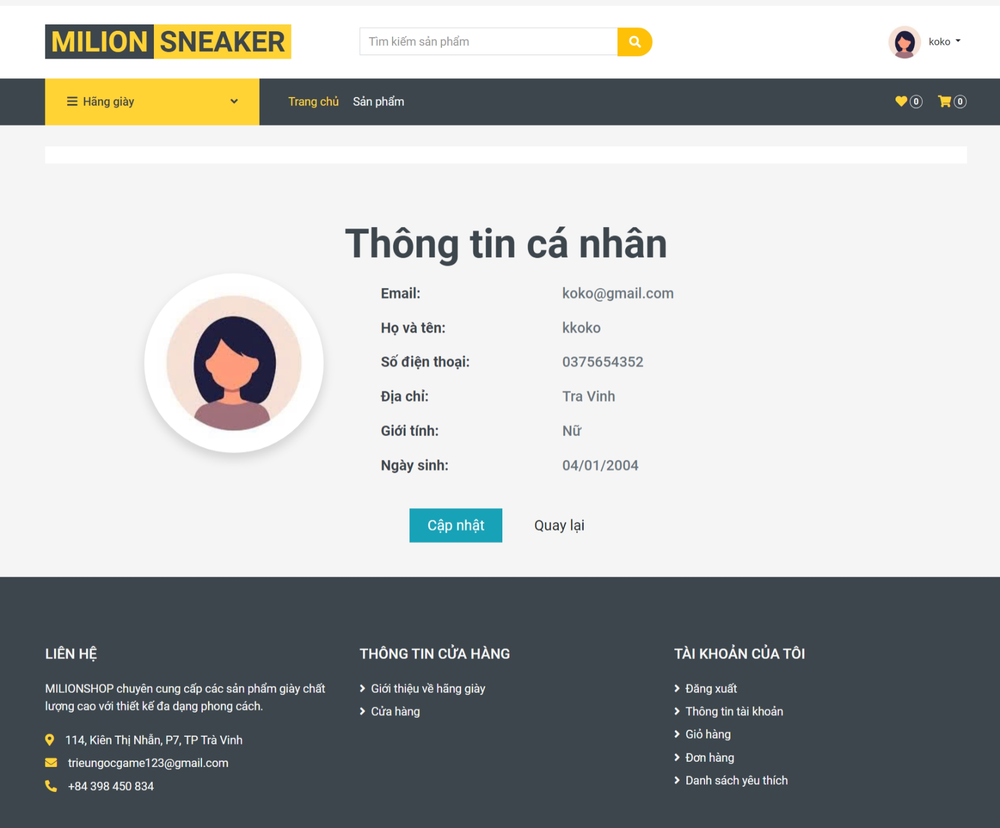 MILION SNEAKER
Tìm kiếm sản phẩm
koko
Hãng giày
Trang chủ
Sản phẩm
0
0
Thông tin cá nhân
Email: koko@gmail.com
Họ và tên: kkoko
Số điện thoại: 0375654352
Địa chỉ: Tra Vinh
Giới tính: Nữ
Ngày sinh: 04/01/2004
Cập nhật
Quay lại
LIÊN HỆ
MILIONSHOP chuyên cung cấp các sản phẩm giày chất
lượng cao với thiết kế đa dạng phong cách.
114, Kiên Thị Nhẫn, P7, TP Trà Vinh
trieungocgame123@gmail.com
+84 398 450 834
THÔNG TIN CỬA HÀNG
Giới thiệu về hãng giày
Cửa hàng
TÀI KHOẢN CỦA TÔI
Đăng xuất
Thông tin tài khoản
Giỏ hàng
Đơn hàng
Danh sách yêu thích